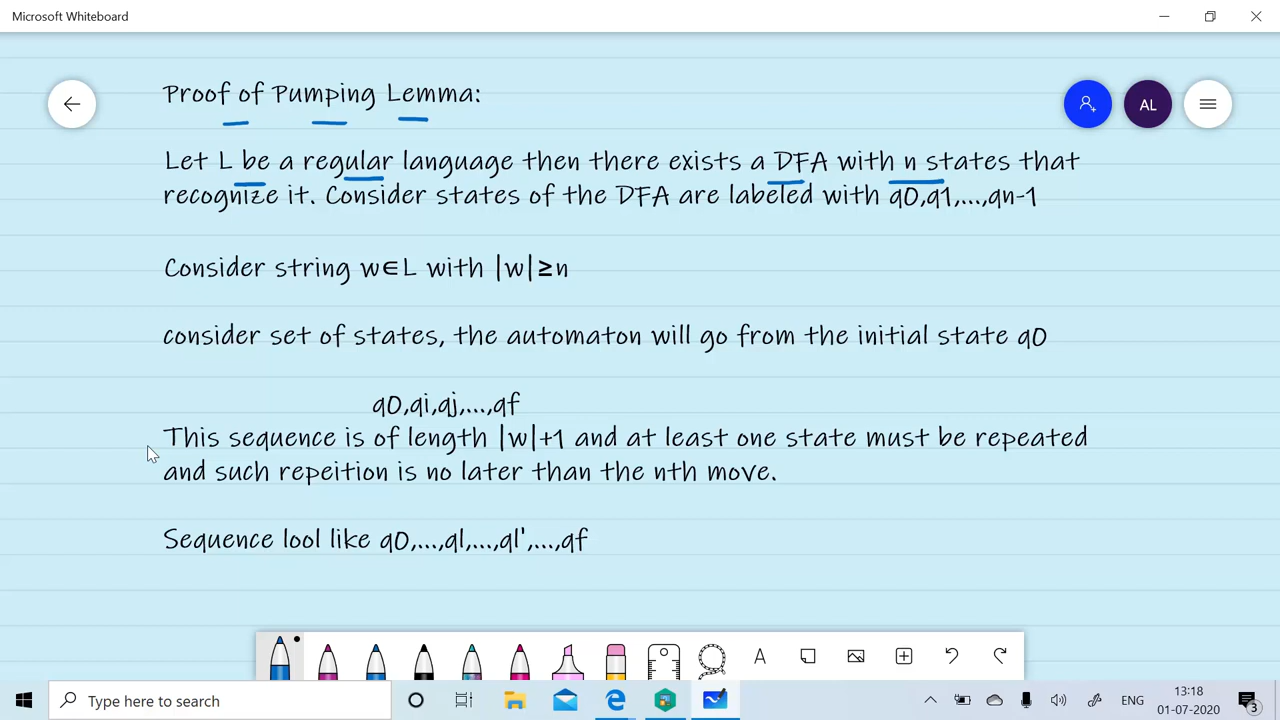 Microsoft Whiteboard
Proof of Pumping Lemma:
AL
Let L be a regular language then there exists a DFA with n states that
recognize it. Consider states of the DFA are labeled with q0,q1,...,qn-1
Consider string w∈L with |w|≥n
consider set of states, the automaton will go from the initial state q0
q0,qi,qj,...,qf
This sequence is of length |w|+1 and at least one state must be repeated
and such repeition is no later than the nth move.
Sequence lool like q0,...,ql,...,ql',...,qf
A
Type here to search
ENG
13:18
01-07-2020
3